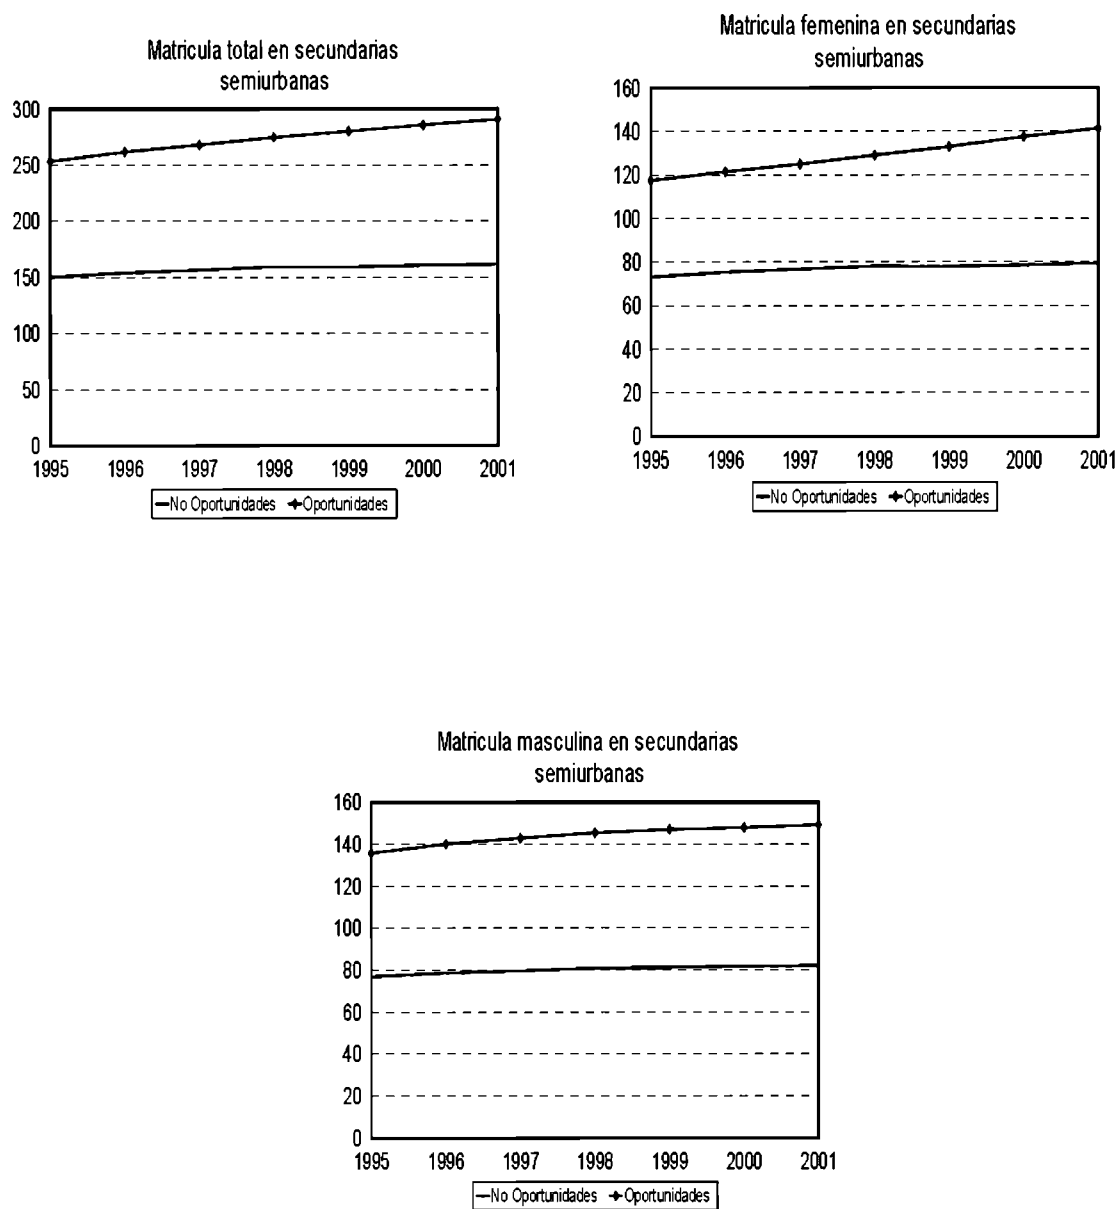 Matricula total en secundarias
semiurbanas
300
250
200
150
100
50
0
1995 1996 1997 1998 1999 2000 2001
No Oportunidades Oportunidades
Matricula femenina en secundarias
semiurbanas
160
140
120
100
80
60
40
20
0
1995 1996 1997 1998 1999 2000 2001
No Oportunidades Oportunidades
Matricula masculina en secundarias
semiurbanas
160
140
120
100
80
60
40
20
0
1995 1996 1997 1998 1999 2000 2001
No Oportunidades Oportunidades